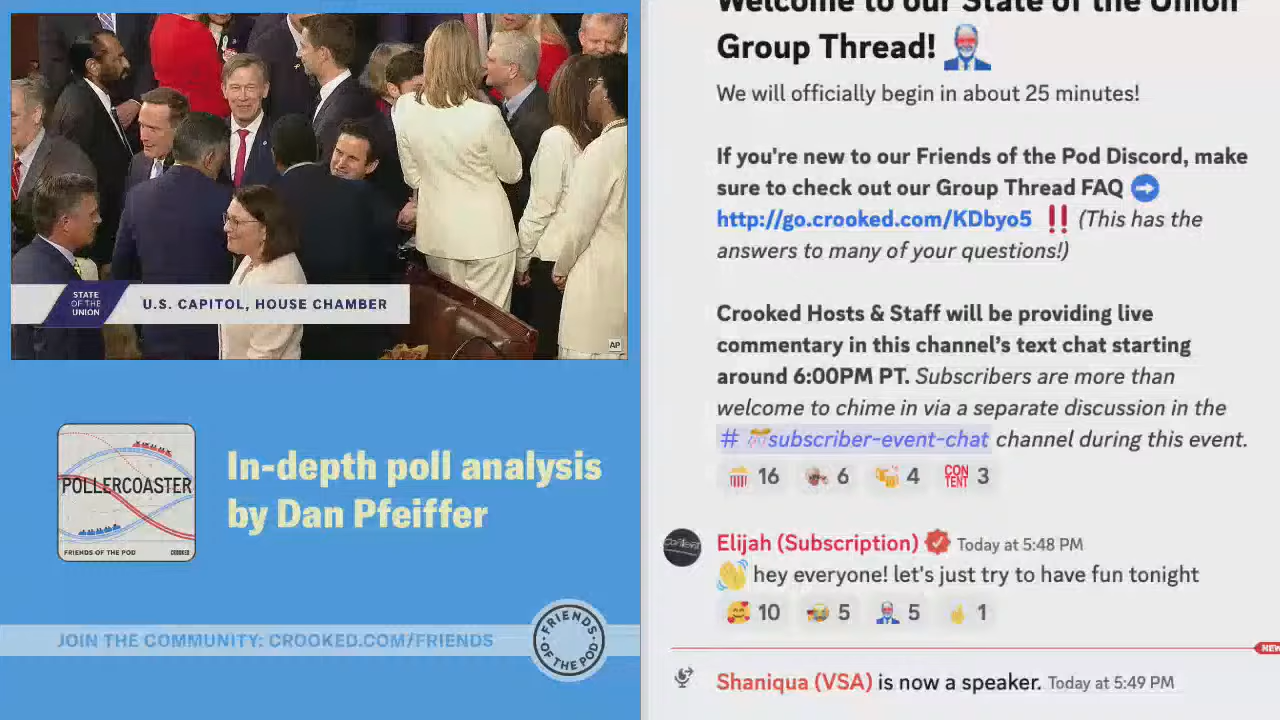 STATE
OF THE
UNION
U.S. CAPITOL, HOUSE CHAMBER
AP
POLLERCOASTER
FRIENDS OF THE POD
CROOKED
In-depth poll analysis
by Dan Pfeiffer
JOIN THE COMMUNITY: CROOKED.COM/FRIENDS
FRIENDS
OF THE POD
Welcome to our State of the Union
Group Thread!
We will officially begin in about 25 minutes!
If you're new to our Friends of the Pod Discord, make
sure to check out our Group Thread FAQ ➡️
http://go.crooked.com/KDbyo5 ‼️ (This has the
answers to many of your questions!)
Crooked Hosts & Staff will be providing live
commentary in this channel's text chat starting
around 6:00PM PT. Subscribers are more than
welcome to chime in via a separate discussion in the
# subscriber-event-chat channel during this event.
16 6 4 CONTENT 3
content
Elijah (Subscription) Today at 5:48 PM
👋 hey everyone! let's just try to have fun tonight
10 5 5 1
NEW
Shaniqua (VSA) is now a speaker. Today at 5:49 PM